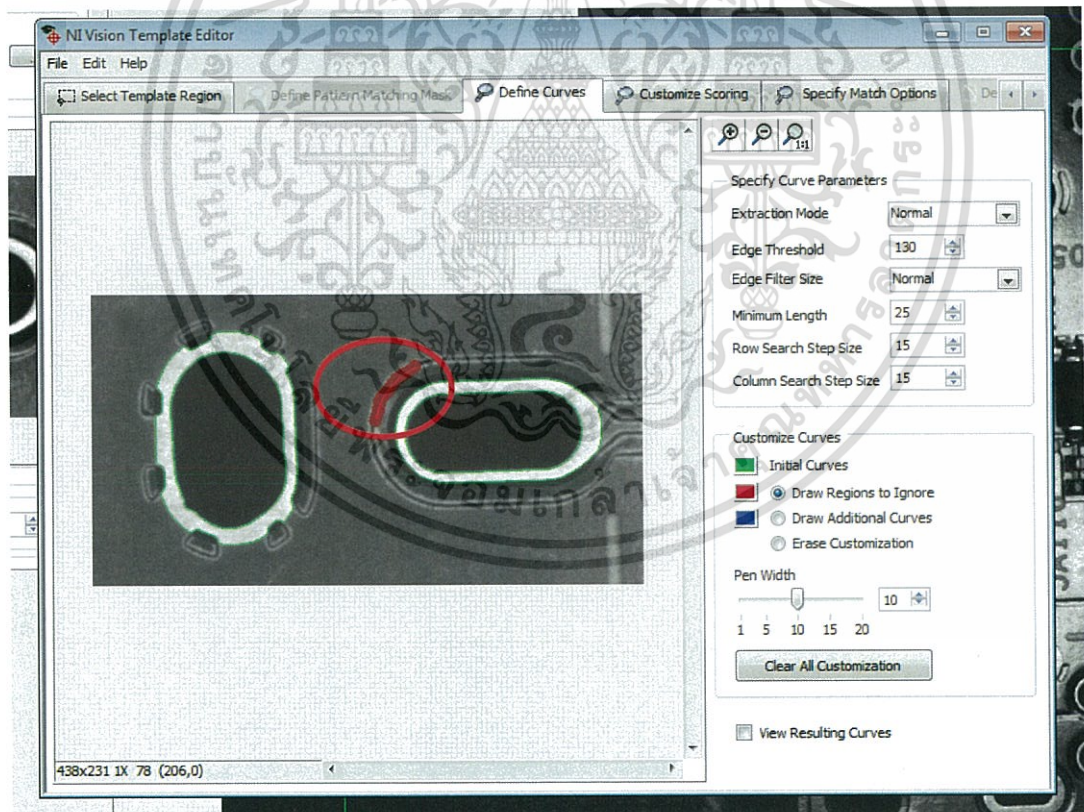 NI Vision Template Editor
File Edit Help
Select Template Region
Define Pattern Matching Mask
Define Curves
Customize Scoring
Specify Match Options
De
1:1
Specify Curve Parameters
Extraction Mode Normal
Edge Threshold 130
Edge Filter Size Normal
Minimum Length 25
Row Search Step Size 15
Column Search Step Size 15
Customize Curves
Initial Curves
Draw Regions to Ignore
Draw Additional Curves
Erase Customization
Pen Width
10
1 5 10 15 20
Clear All Customization
View Resulting Curves
438x231 1X 78 (206,0)